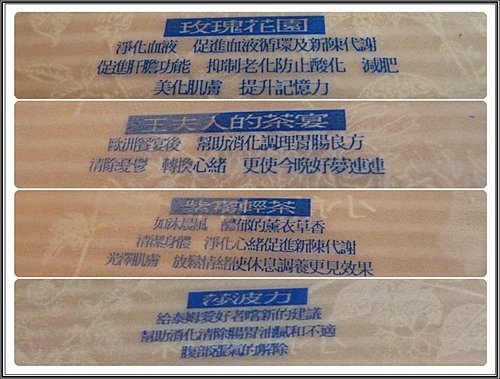 玫瑰花園
淨化血液 促進血液循環及新陳代謝
促進肝膽功能 抑制老化防止酸化 減肥
美化肌膚 提升記憶力
王夫人的茶宴
歐洲饗宴後 幫助消化調理胃腸良方
清除憂鬱 轉換心緒 更使今晩好夢連連
紫霧輕茶
如沐晨風 馥郁的薰衣草香
清潔身體 淨化心緒促進新陳代謝
光澤肌膚 放鬆情緒使休息調養更見效果
莎波力
給泰姆愛好者嚐新的建議
幫助消化清除腸胃油膩和不適
腹部漲氣的解除